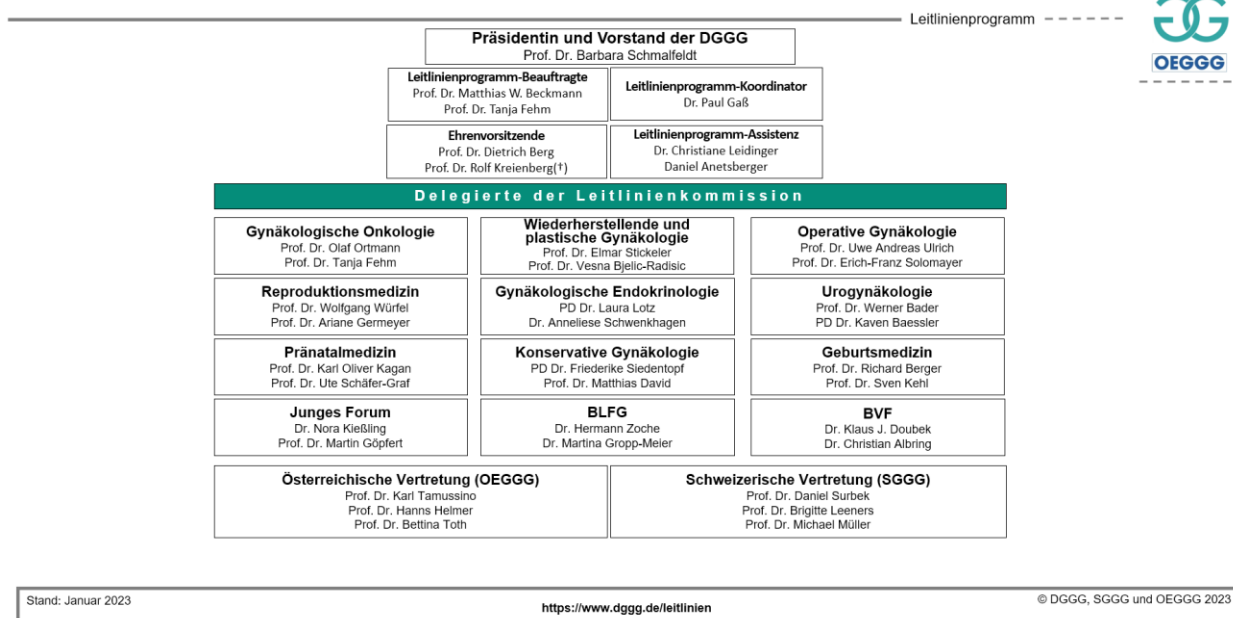 Leitlinienprogramm
OEGGG
Präsidentin und Vorstand der DGGG
Prof. Dr. Barbara Schmalfeldt
Leitlinienprogramm-Beauftragte
Prof. Dr. Matthias W. Beckmann
Prof. Dr. Tanja Fehm
Leitlinienprogramm-Koordinator
Dr. Paul Gaß
Ehrenvorsitzende
Prof. Dr. Dietrich Berg
Prof. Dr. Rolf Kreienberg(†)
Leitlinienprogramm-Assistenz
Dr. Christiane Leidinger
Daniel Anetsberger
Delegierte der Leitlinienkommission
Gynäkologische Onkologie
Prof. Dr. Olaf Ortmann
Prof. Dr. Tanja Fehm
Wiederherstellende und
plastische Gynäkologie
Prof. Dr. Elmar Stickeler
Prof. Dr. Vesna Bjelic-Radisic
Operative Gynäkologie
Prof. Dr. Uwe Andreas Ulrich
Prof. Dr. Erich-Franz Solomayer
Reproduktionsmedizin
Prof. Dr. Wolfgang Würfel
Prof. Dr. Ariane Germeyer
Gynäkologische Endokrinologie
PD Dr. Laura Lotz
Dr. Anneliese Schwenkhagen
Urogynäkologie
Prof. Dr. Werner Bader
PD Dr. Kaven Baessler
Pränatalmedizin
Prof. Dr. Karl Oliver Kagan
Prof. Dr. Ute Schäfer-Graf
Konservative Gynäkologie
PD Dr. Friederike Siedentopf
Prof. Dr. Matthias David
Geburtsmedizin
Prof. Dr. Richard Berger
Prof. Dr. Sven Kehl
Junges Forum
Dr. Nora Kießling
Prof. Dr. Martin Göpfert
BLFG
Dr. Hermann Zoche
Dr. Martina Gropp-Meier
BVF
Dr. Klaus J. Doubek
Dr. Christian Albring
Österreichische Vertretung (OEGGG)
Prof. Dr. Karl Tamussino
Prof. Dr. Hanns Helmer
Prof. Dr. Bettina Toth
Schweizerische Vertretung (SGGG)
Prof. Dr. Daniel Surbek
Prof. Dr. Brigitte Leeners
Prof. Dr. Michael Müller
Stand: Januar 2023
https://www.dggg.de/leitlinien
© DGGG, SGGG und OEGGG 2023